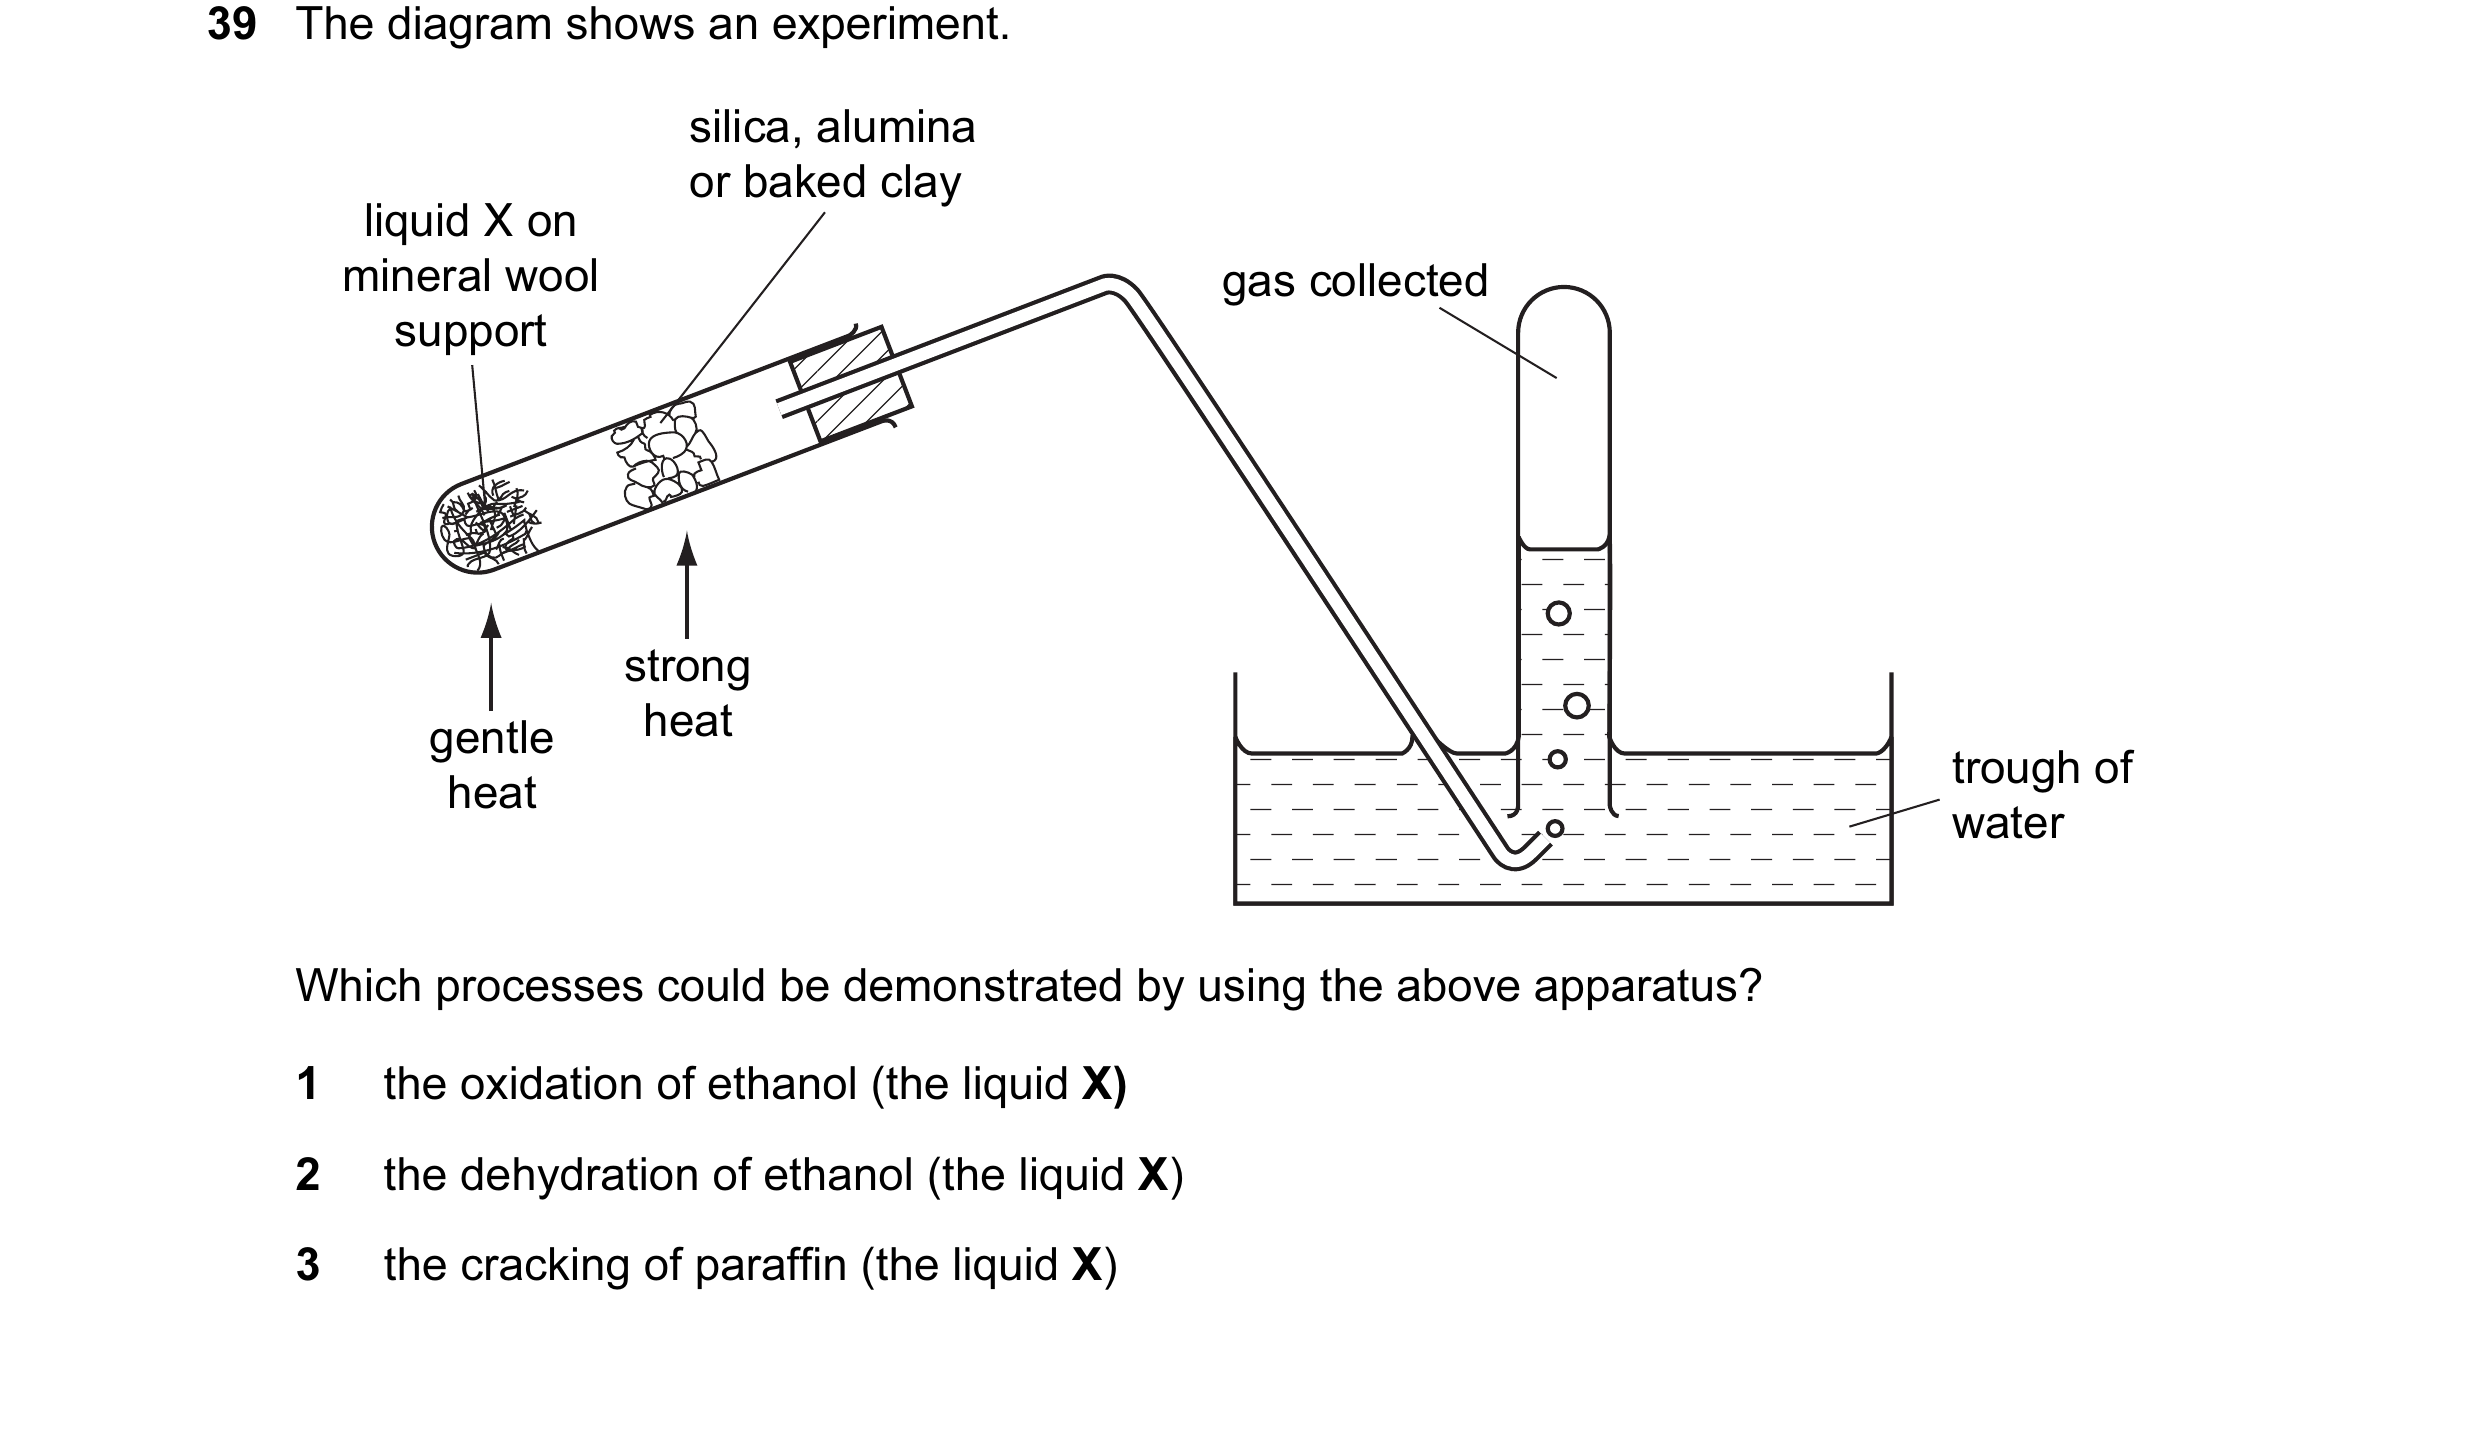 39 The diagram shows an experiment.
silica, alumina
or baked clay
liquid X on
mineral wool
support
gas collected
strong
heat
gentle
heat
trough of
water
Which processes could be demonstrated by using the above apparatus?
1 the oxidation of ethanol (the liquid X)
2 the dehydration of ethanol (the liquid X)
3 the cracking of paraffin (the liquid X)